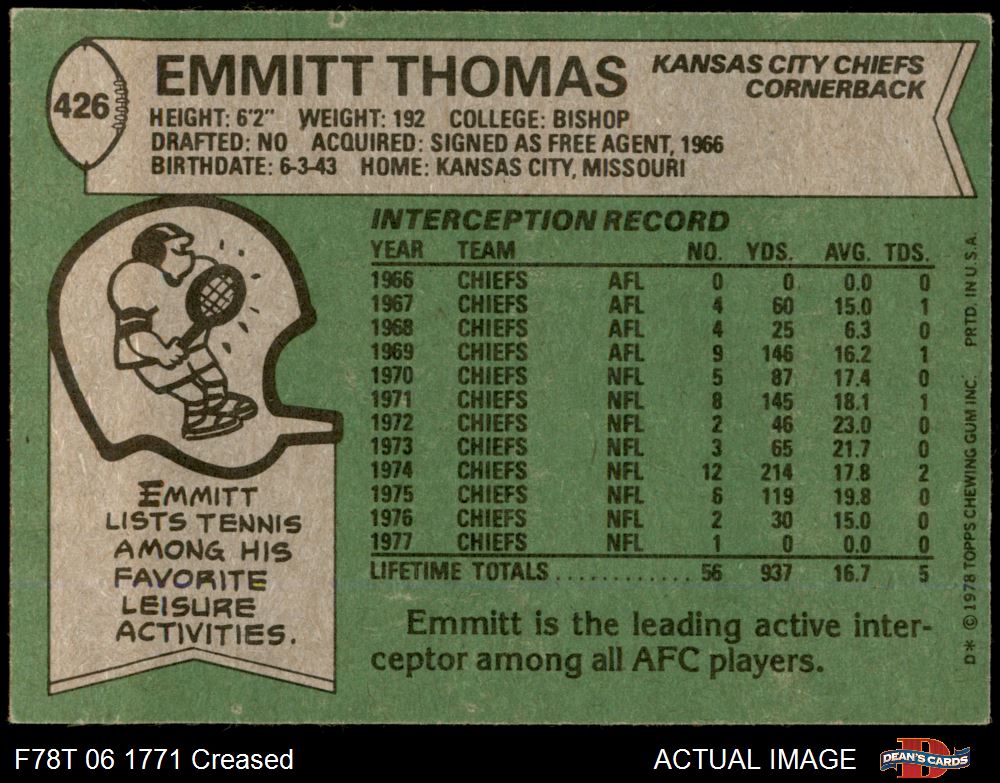 426
EMMITT THOMAS
KANSAS CITY CHIEFS
CORNERBACK
HEIGHT: 6'2" WEIGHT: 192 COLLEGE: BISHOP
DRAFTED: NO ACQUIRED: SIGNED AS FREE AGENT, 1966
BIRTHDATE: 6-3-43 HOME: KANSAS CITY, MISSOURI
INTERCEPTION RECORD
YEAR TEAM NO. YDS. AVG. TDS.
1966 CHIEFS AFL 0 0 0.0 0
1967 CHIEFS AFL 4 60 15.0 1
1968 CHIEFS AFL 4 25 6.3 0
1969 CHIEFS AFL 9 146 16.2 1
1970 CHIEFS NFL 5 87 17.4 0
1971 CHIEFS NFL 8 145 18.1 1
1972 CHIEFS NFL 2 46 23.0 0
1973 CHIEFS NFL 3 65 21.7 0
1974 CHIEFS NFL 12 214 17.8 2
1975 CHIEFS NFL 6 119 19.8 0
1976 CHIEFS NFL 2 30 15.0 0
1977 CHIEFS NFL 1 0 0.0 0
LIFETIME TOTALS ............ 56 937 16.7 5
Emmitt is the leading active inter-
ceptor among all AFC players.
EMMITT
LISTS TENNIS
AMONG HIS
FAVORITE
LEISURE
ACTIVITIES.
D* © 1978 TOPPS CHEWING GUM INC. PRTD. IN U.S.A.
F78T 06 1771 Creased
ACTUAL IMAGE
DEAN'S CARDS